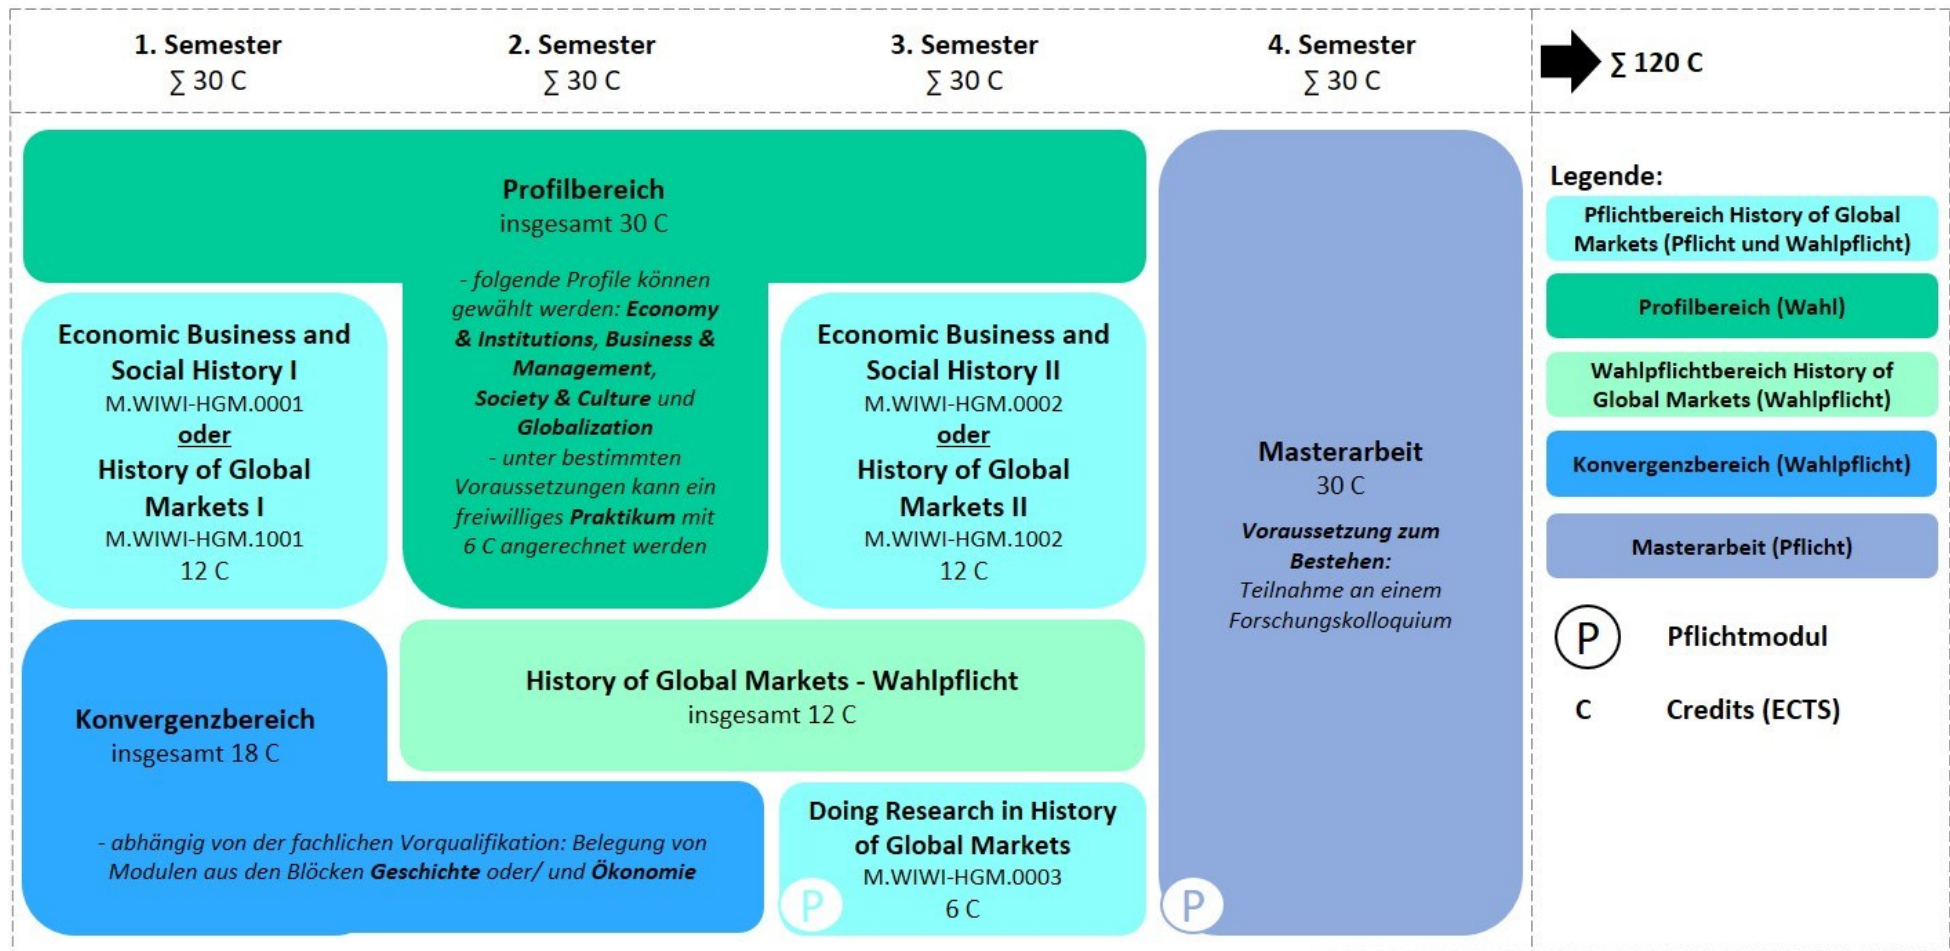 1. Semester
∑ 30 C
2. Semester
∑ 30 C
3. Semester
∑ 30 C
4. Semester
∑ 30 C
∑ 120 C
Profilbereich
insgesamt 30 C
- folgende Profile können
gewählt werden: Economy
& Institutions, Business &
Management,
Society & Culture und
Globalization
- unter bestimmten
Voraussetzungen kann ein
freiwilliges Praktikum mit
6 C angerechnet werden
Economic Business and
Social History I
M.WIWI-HGM.0001
oder
History of Global
Markets I
M.WIWI-HGM.1001
12 C
Economic Business and
Social History II
M.WIWI-HGM.0002
oder
History of Global
Markets II
M.WIWI-HGM.1002
12 C
Konvergenzbereich
insgesamt 18 C
- abhängig von der fachlichen Vorqualifikation: Belegung von
Modulen aus den Blöcken Geschichte oder/ und Ökonomie
History of Global Markets - Wahlpflicht
insgesamt 12 C
Doing Research in History
of Global Markets
M.WIWI-HGM.0003
6 C
P
Masterarbeit
30 C
Voraussetzung zum
Bestehen:
Teilnahme an einem
Forschungskolloquium
P
Legende:
Pflichtbereich History of Global
Markets (Pflicht und Wahlpflicht)
Profilbereich (Wahl)
Wahlpflichtbereich History of
Global Markets (Wahlpflicht)
Konvergenzbereich (Wahlpflicht)
Masterarbeit (Pflicht)
P Pflichtmodul
C Credits (ECTS)